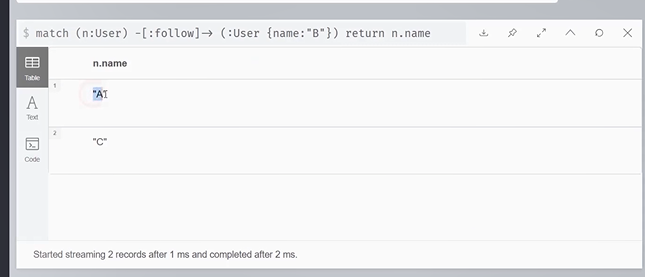 $ match (n:User) -[:follow]-> (:User {name:"B"}) return n.name
Table
n.name
1
"A"
A
Text
2
"C"
Code
Started streaming 2 records after 1 ms and completed after 2 ms.